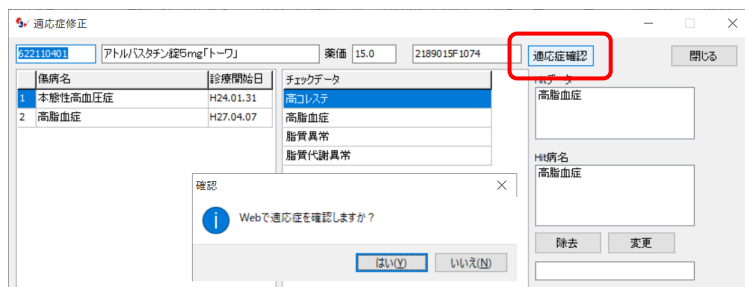 適応症修正
622110401 アトルバスタチン錠5mg「トーワ」 薬価 15.0 2189015F1074 適応症確認 閉じる
傷病名 診療開始日 チェックデータ Hitデータ
1 本態性高血圧症 H24.01.31 高コレステ 高脂血症
2 高脂血症 H27.04.07 高脂血症
脂質異常
脂質代謝異常 Hit病名
高脂血症
確認
Webで適応症を確認しますか？
除去 変更
はい(Y) いいえ(N)